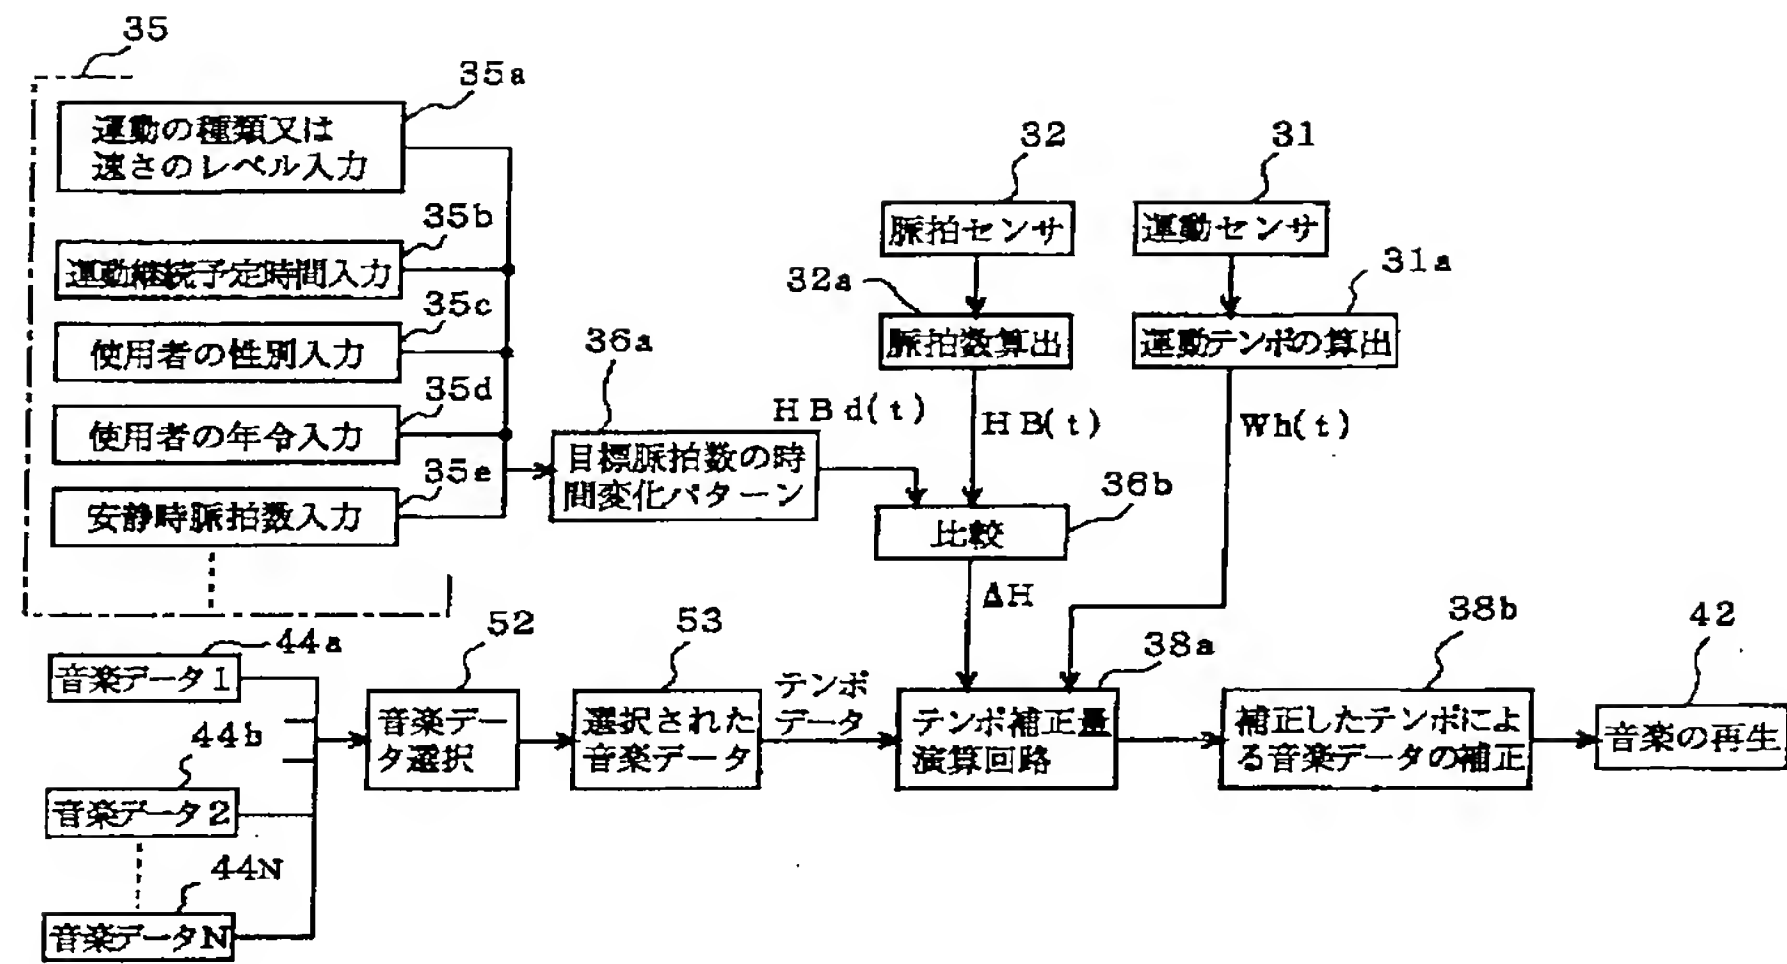 35
35a
運動の種類又は
速さのレベル入力
35b
運動継続予定時間入力
35c
使用者の性別入力
35d
使用者の年令入力
35e
安静時脈拍数入力
36a
目標脈拍数の時
間変化パターン
32
脈拍センサ
32a
脈拍数算出
31
運動センサ
31a
運動テンポの算出
HBd(t)
HB(t)
Wh(t)
36b
比較
ΔH
44a
音楽データ1
44b
音楽データ2
44N
音楽データN
52
音楽デー
タ選択
53
選択された
音楽データ
テンポ
データ
38a
テンポ補正量
演算回路
38b
補正したテンポによ
る音楽データの補正
42
音楽の再生